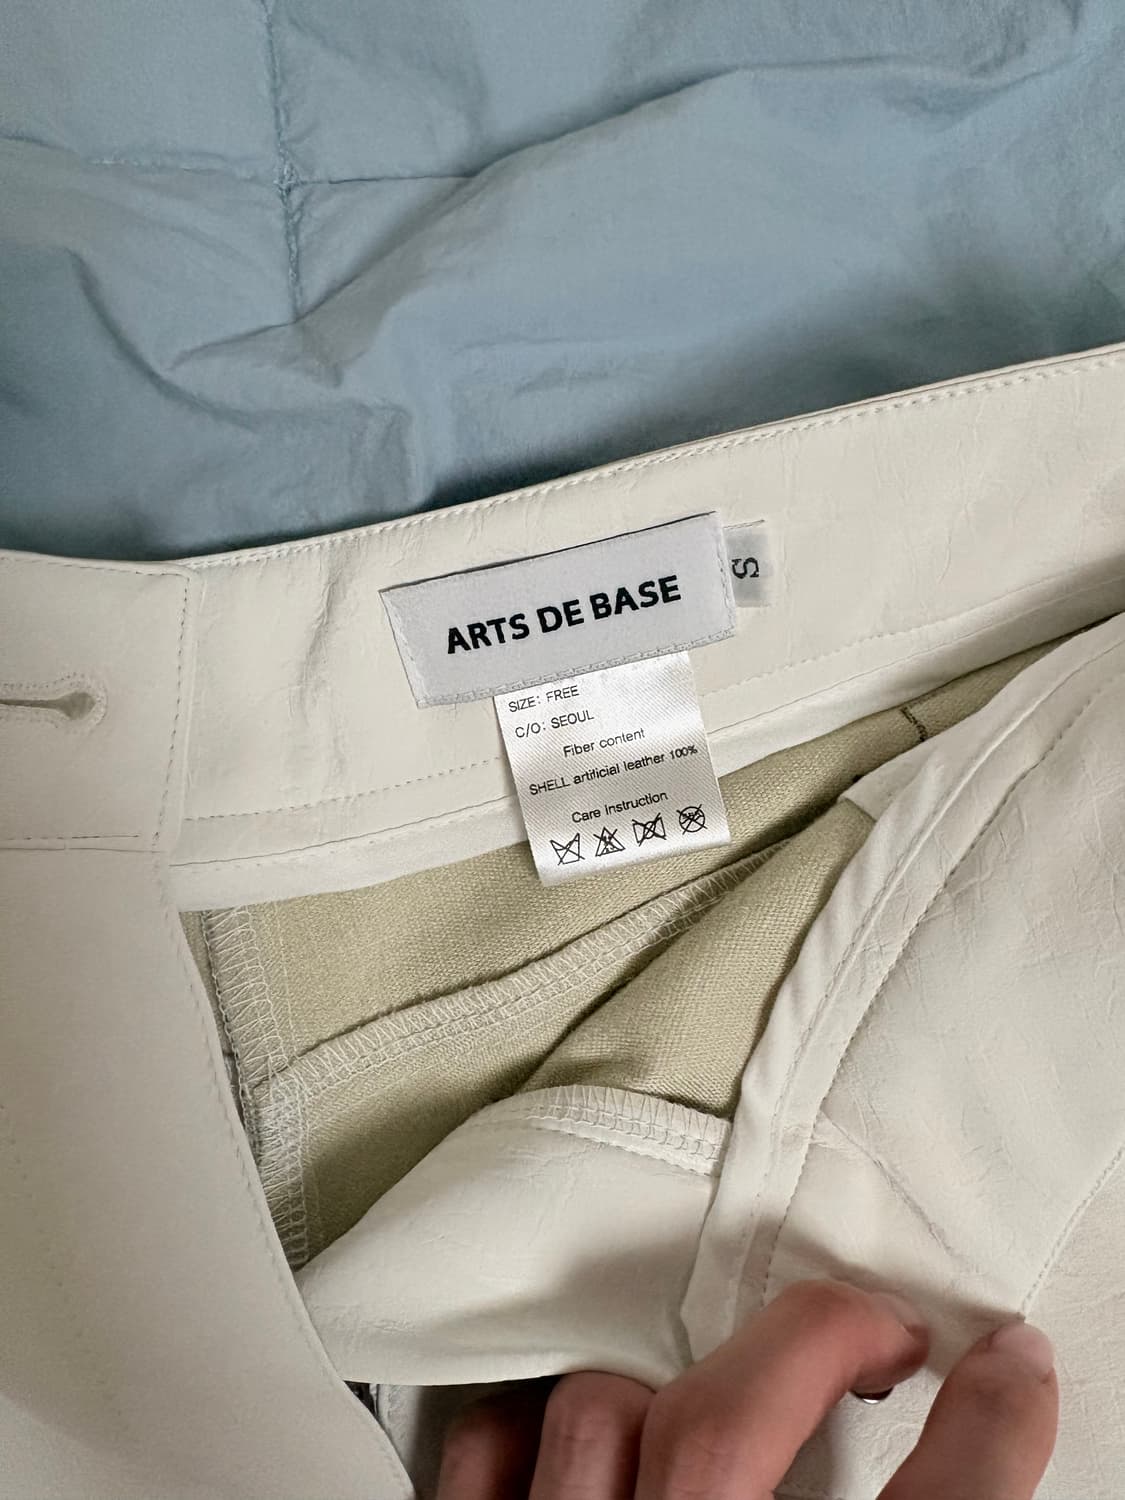 ARTS DE BASE
S
SIZE: FREE
C/O: SEOUL
Fiber content
SHELL artificial leather 100%
Care Instruction